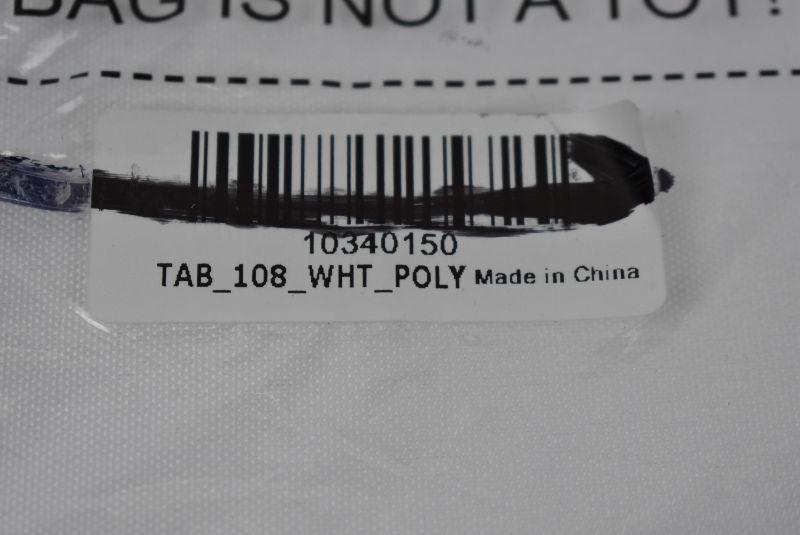 BAG IS NOT A TOY!
10340150
TAB_108_WHT_POLY Made in China